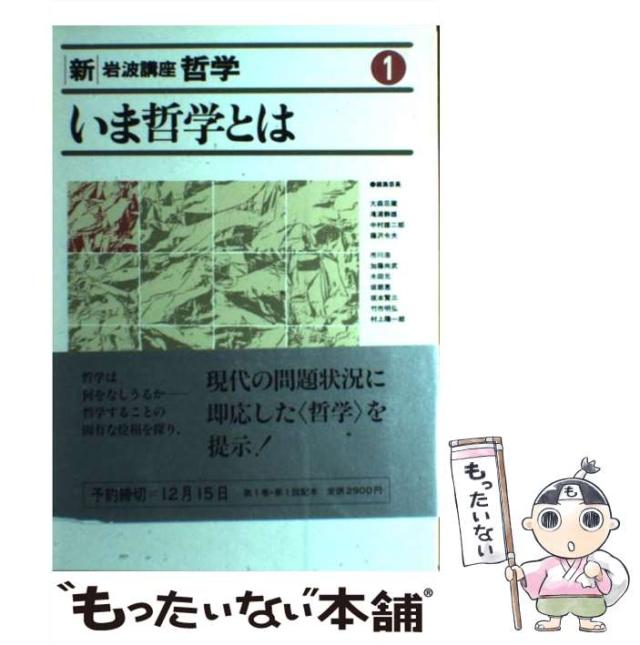 新 岩波講座 哲学
1
いま哲学とは
●編集委員
大森荘蔵
滝浦静雄
中村雄二郎
藤沢令夫
市川浩
加藤尚武
木田元
坂部恵
坂本賢三
竹市明弘
村上陽一郎
哲学は
何をなしうるか──
哲学することの
固有な位相を探り、
現代の問題状況に
即応した〈哲学〉を
提示！
予約締切=12月15日 第1巻・第1回配本 定価2900円
もったいない
も
"もったいない"本舗®